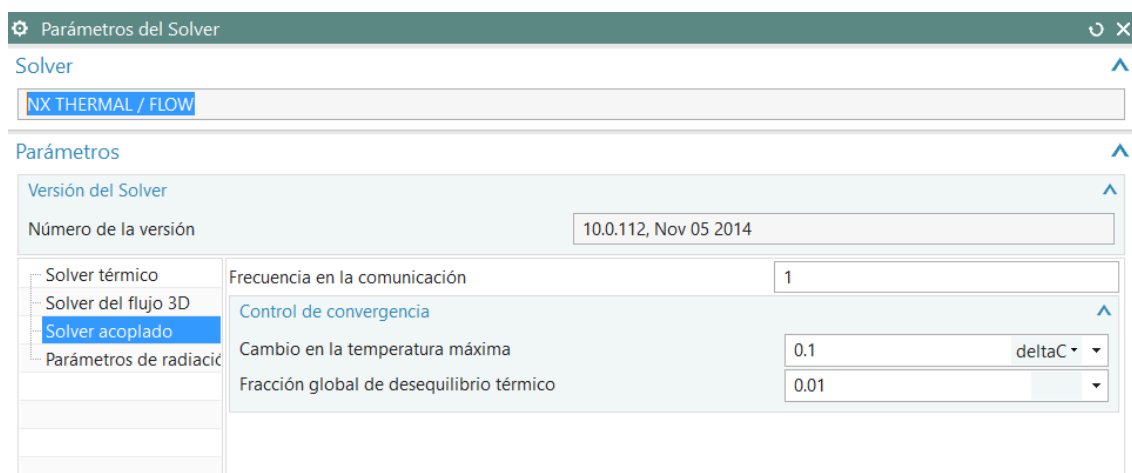 Parámetros del Solver
Solver
NX THERMAL / FLOW
Parámetros
Versión del Solver
Número de la versión 10.0.112, Nov 05 2014
Solver térmico
Solver del flujo 3D
Solver acoplado
Parámetros de radiació
Frecuencia en la comunicación 1
Control de convergencia
Cambio en la temperatura máxima 0.1 deltaC
Fracción global de desequilibrio térmico 0.01